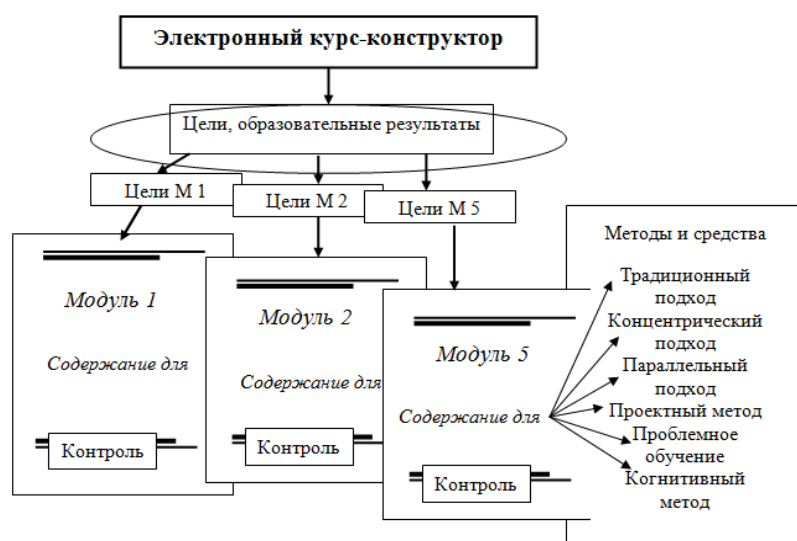 Электронный курс-конструктор
Цели, образовательные результаты
Цели М 1
Цели М 2
Цели М 5
Модуль 1
Содержание для
Контроль
Модуль 2
Содержание для
Контроль
Модуль 5
Содержание для
Контроль
Методы и средства
Традиционный
подход
Концентрический
подход
Параллельный
подход
Проектный метод
Проблемное
обучение
Когнитивный
метод